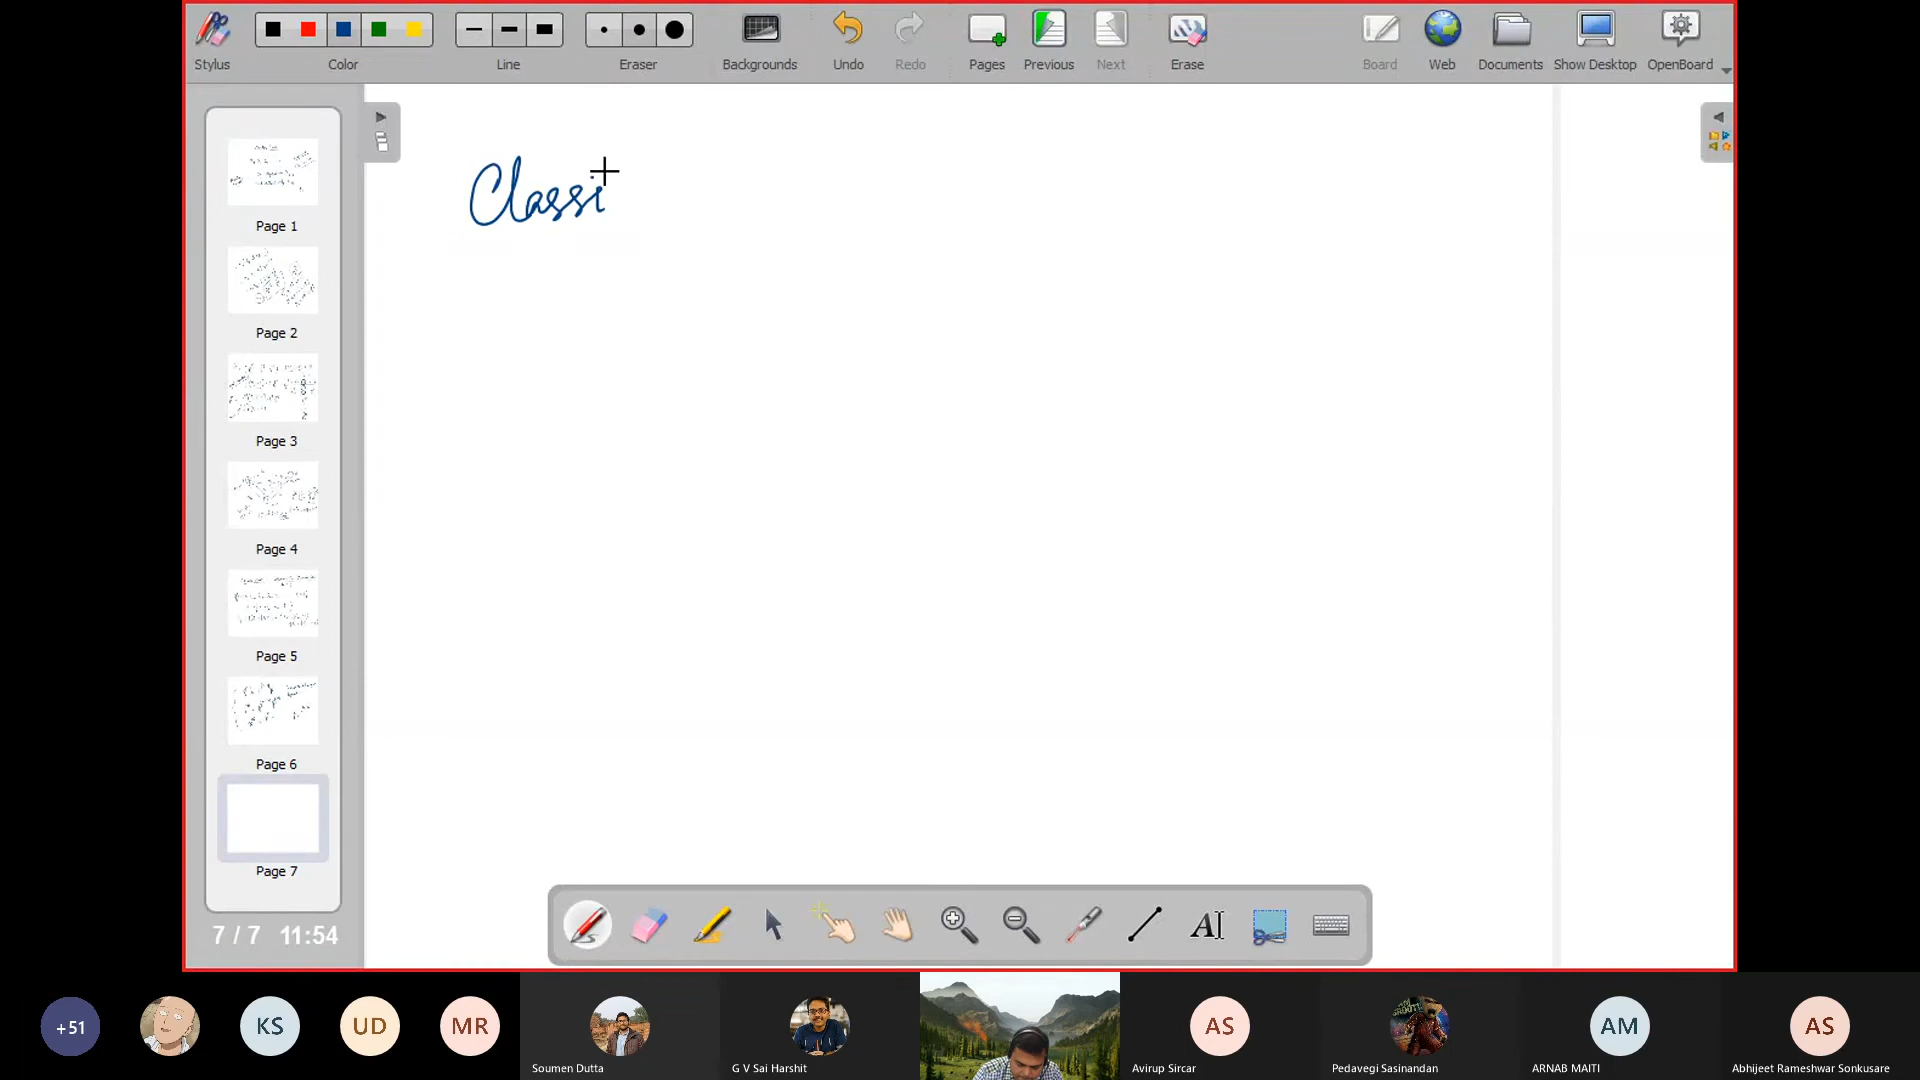 Stylus
Color
Line
Eraser
Backgrounds
Undo
Redo
Pages
Previous
Next
Erase
Board
Web
Documents
Show Desktop
OpenBoard
Page 1
Page 2
Page 3
Page 4
Page 5
Page 6
Page 7
7 / 7 11:54
Classi
+51
KS
UD
MR
Soumen Dutta
G V Sai Harshit
AS
Avirup Sircar
Pedavegi Sasinandan
AM
ARNAB MAITI
AS
Abhijeet Rameshwar Sonkusare